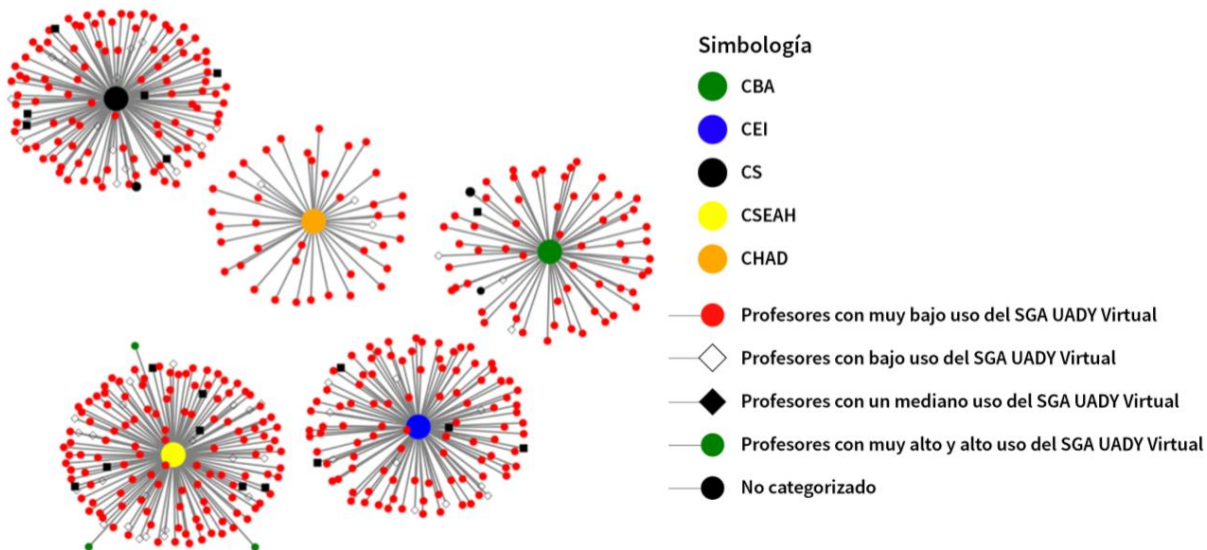 Simbología
CBA
CEI
CS
CSEAH
CHAD
Profesores con muy bajo uso del SGA UADY Virtual
Profesores con bajo uso del SGA UADY Virtual
Profesores con un mediano uso del SGA UADY Virtual
Profesores con muy alto y alto uso del SGA UADY Virtual
No categorizado